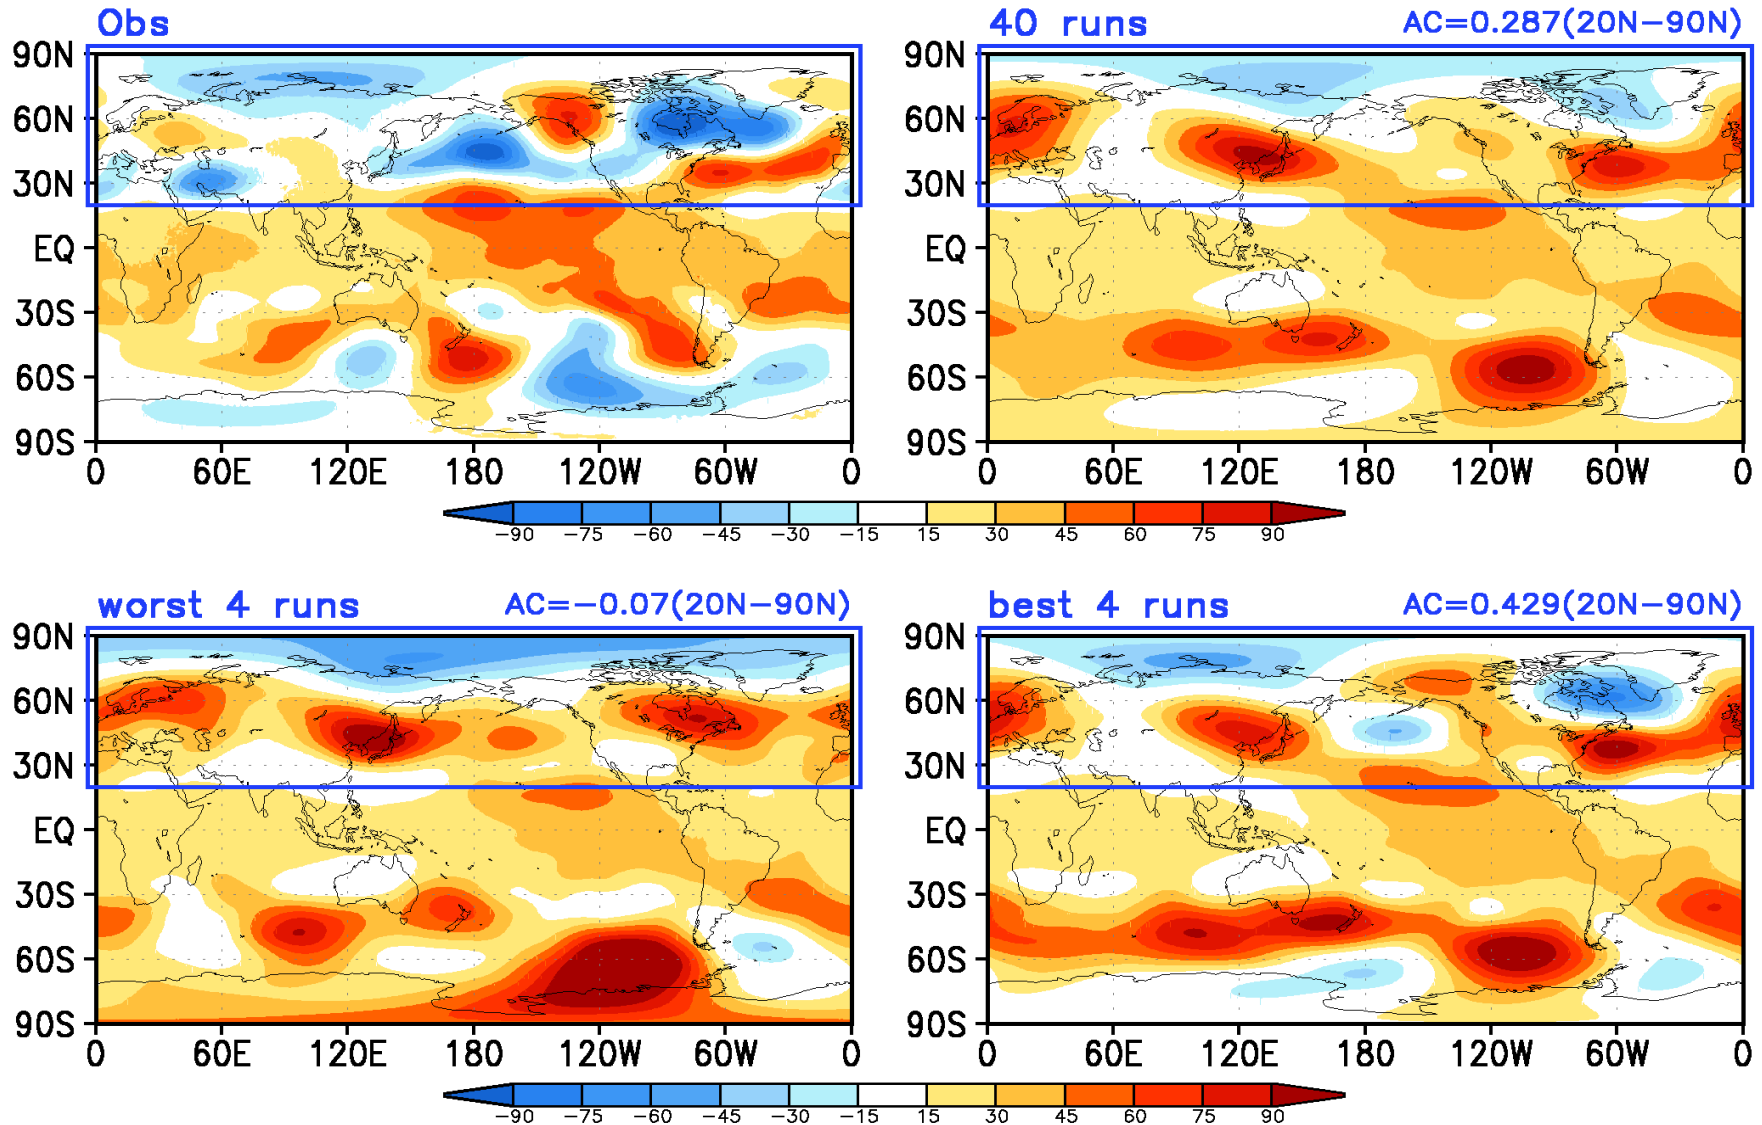 Obs
40 runs AC=0.287(20N−90N)
90N
60N
30N
EQ
30S
60S
90S
0 60E 120E 180 120W 60W 0
90N
60N
30N
EQ
30S
60S
90S
0 60E 120E 180 120W 60W 0
−90 −75 −60 −45 −30 −15 15 30 45 60 75 90
worst 4 runs AC=−0.07(20N−90N)
best 4 runs AC=0.429(20N−90N)
90N
60N
30N
EQ
30S
60S
90S
0 60E 120E 180 120W 60W 0
90N
60N
30N
EQ
30S
60S
90S
0 60E 120E 180 120W 60W 0
−90 −75 −60 −45 −30 −15 15 30 45 60 75 90